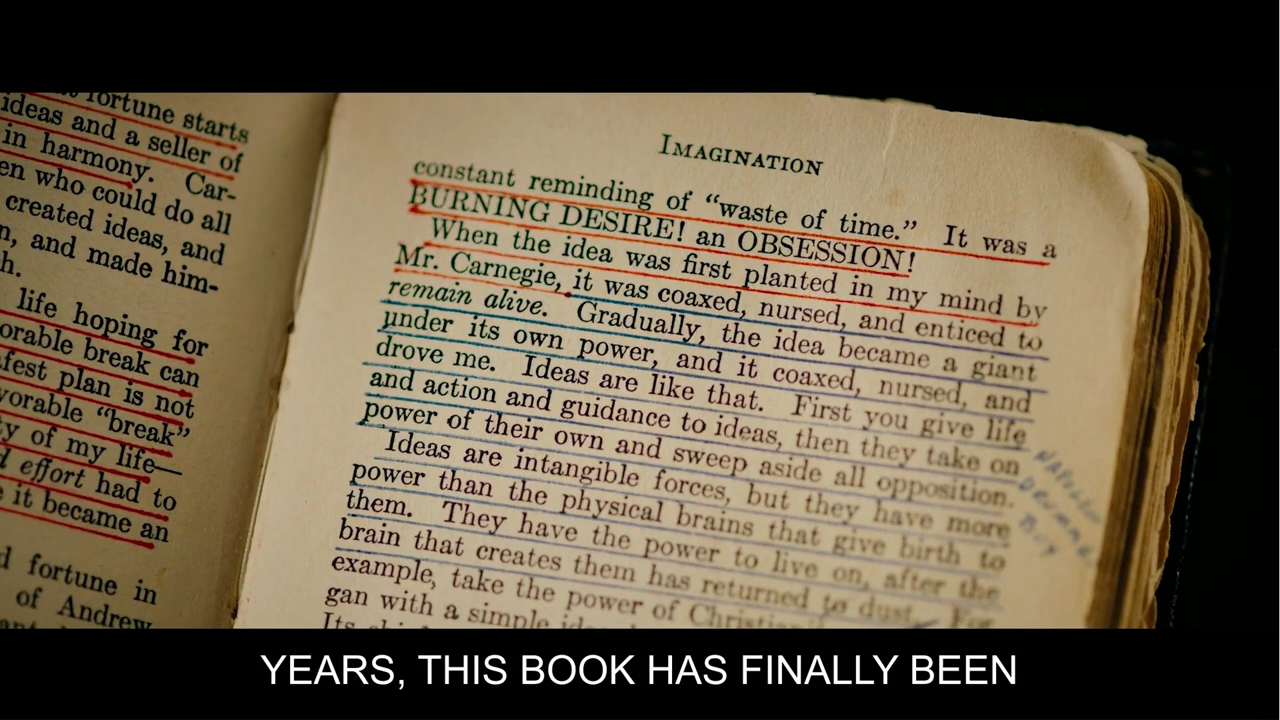 fortune starts
ideas and a seller of
in harmony. Car-
en who could do all
created ideas, and
n, and made him-
h.
life hoping for
orable break can
fest plan is not
vorable “break”
ty of my life—
d effort had to
e it became an
d fortune in
of Andrew
IMAGINATION
constant reminding of “waste of time.” It was a
BURNING DESIRE! an OBSESSION!
When the idea was first planted in my mind by
Mr. Carnegie, it was coaxed, nursed, and enticed to
remain alive. Gradually, the idea became a giant
under its own power, and it coaxed, nursed, and
drove me. Ideas are like that. First you give life
and action and guidance to ideas, then they take on
power of their own and sweep aside all opposition.
Ideas are intangible forces, but they have more
power than the physical brains that give birth to
them. They have the power to live on, after the
brain that creates them has returned to dust. For
example, take the power of Christian
gan with a simple idea
Its chi
YEARS, THIS BOOK HAS FINALLY BEEN